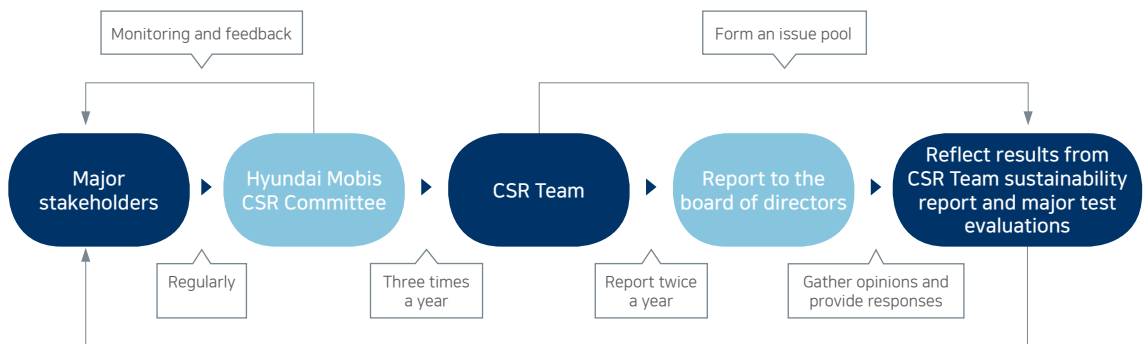 Monitoring and feedback
Form an issue pool
Major
stakeholders
Hyundai Mobis
CSR Committee
CSR Team
Report to the
board of directors
Reflect results from
CSR Team sustainability
report and major test
evaluations
Regularly
Three times
a year
Report twice
a year
Gather opinions and
provide responses